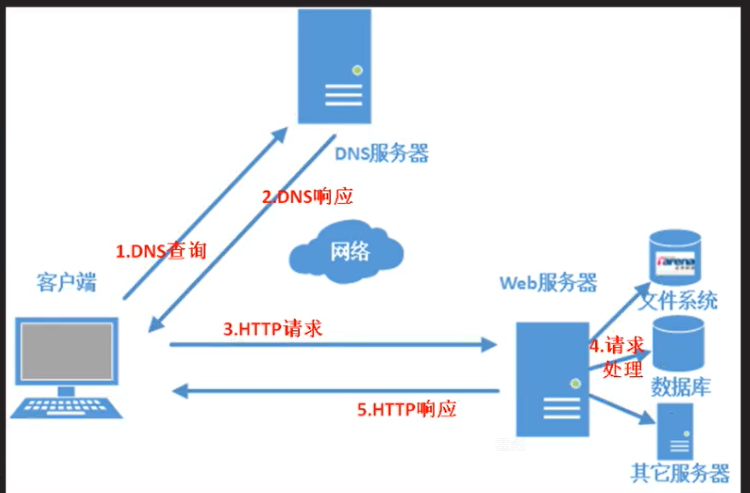 DNS服务器
2.DNS响应
1.DNS查询
网络
客户端
Web服务器
文件系统
3.HTTP请求
4.请求
处理
数据库
5.HTTP响应
其它服务器